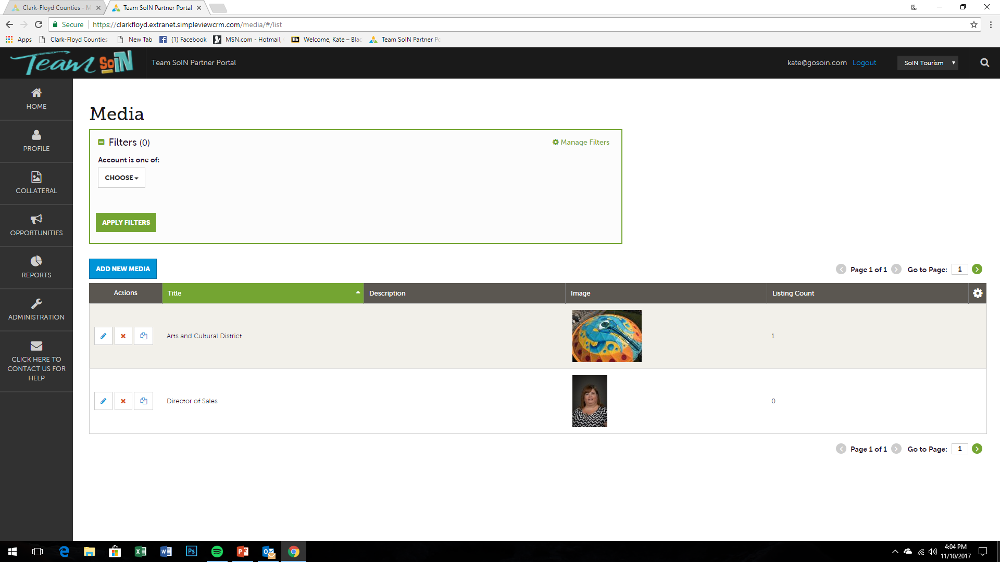 Clark-Floyd Counties - M
Team SoIN Partner Portal
Secure
https://clarkfloyd.extranet.simpleviewcrm.com/media/#/list
Apps
Clark-Floyd Counties
New Tab
(1) Facebook
MSN.com - Hotmail,
Bb
Welcome, Kate – Blac
Team SoIN Partner Po
Team SoIN
Team SoIN Partner Portal
kate@gosoin.com Logout
SoIN Tourism
HOME
PROFILE
COLLATERAL
OPPORTUNITIES
REPORTS
ADMINISTRATION
CLICK HERE TO
CONTACT US FOR
HELP
Media
Filters (0)
Manage Filters
Account is one of:
CHOOSE
APPLY FILTERS
ADD NEW MEDIA
Page 1 of 1
Go to Page: 1
Actions
Title
Description
Image
Listing Count
Arts and Cultural District
1
Director of Sales
0
Page 1 of 1
Go to Page: 1
Ps
4:04 PM
11/10/2017